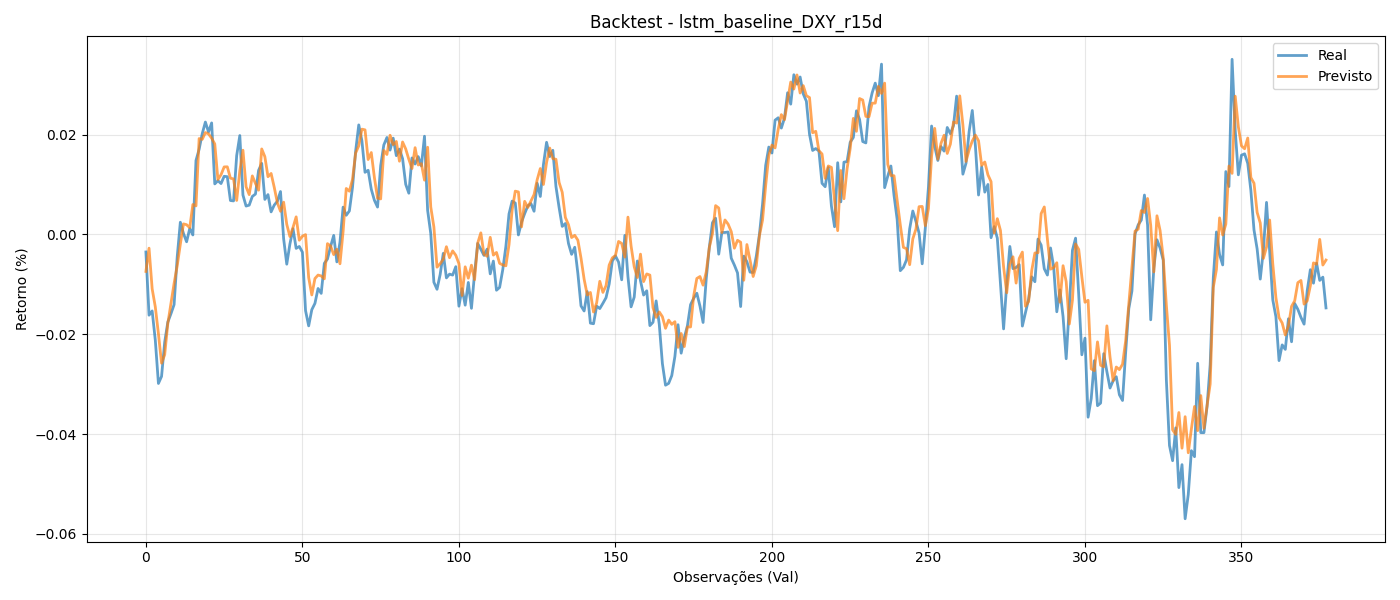 Backtest - lstm_baseline_DXY_r15d
Real
Previsto
Retorno (%)
0.02
0.00
−0.02
−0.04
−0.06
0 50 100 150 200 250 300 350
Observações (Val)